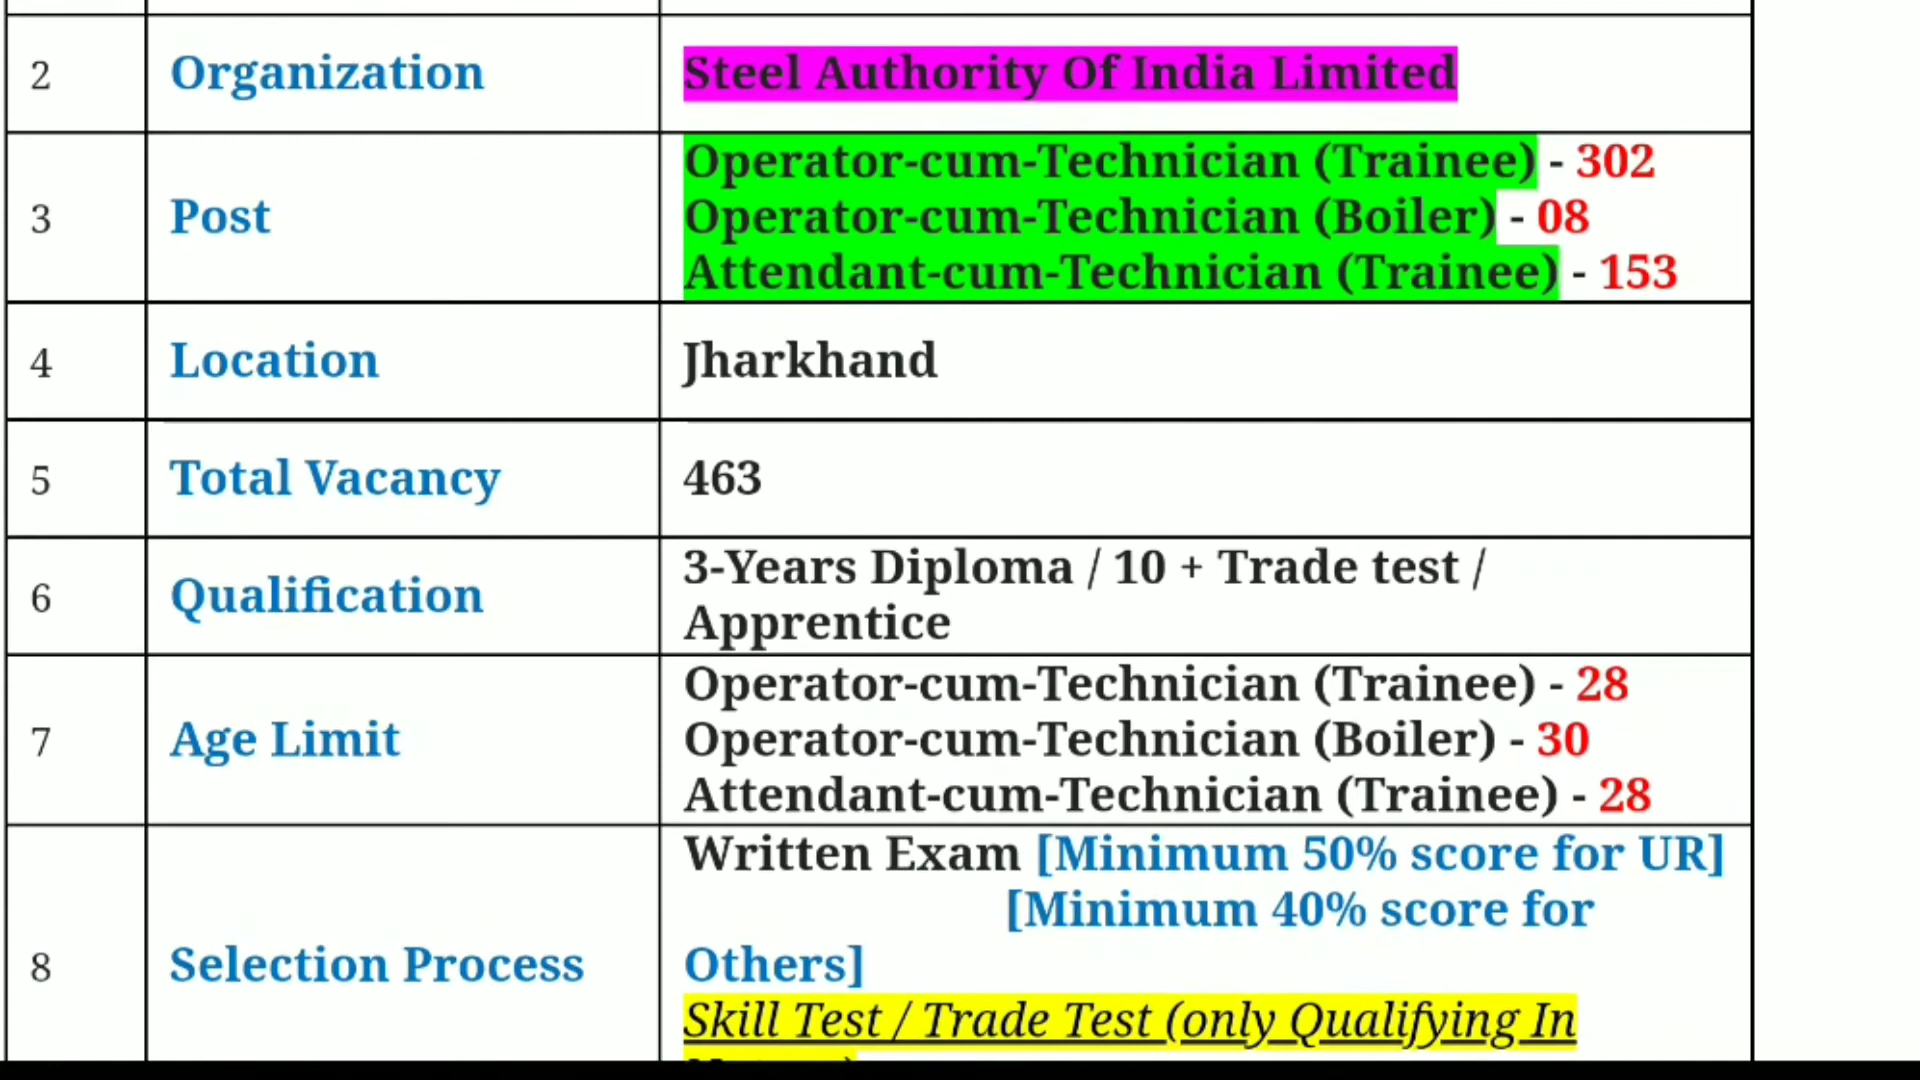 2 Organization Steel Authority Of India Limited
Operator-cum-Technician (Trainee) - 302
3 Post Operator-cum-Technician (Boiler) - 08
Attendant-cum-Technician (Trainee) - 153
4 Location Jharkhand
5 Total Vacancy 463
6 Qualification 3-Years Diploma / 10 + Trade test /
Apprentice
Operator-cum-Technician (Trainee) - 28
7 Age Limit Operator-cum-Technician (Boiler) - 30
Attendant-cum-Technician (Trainee) - 28
Written Exam [Minimum 50% score for UR]
[Minimum 40% score for
8 Selection Process Others]
Skill Test / Trade Test (only Qualifying In